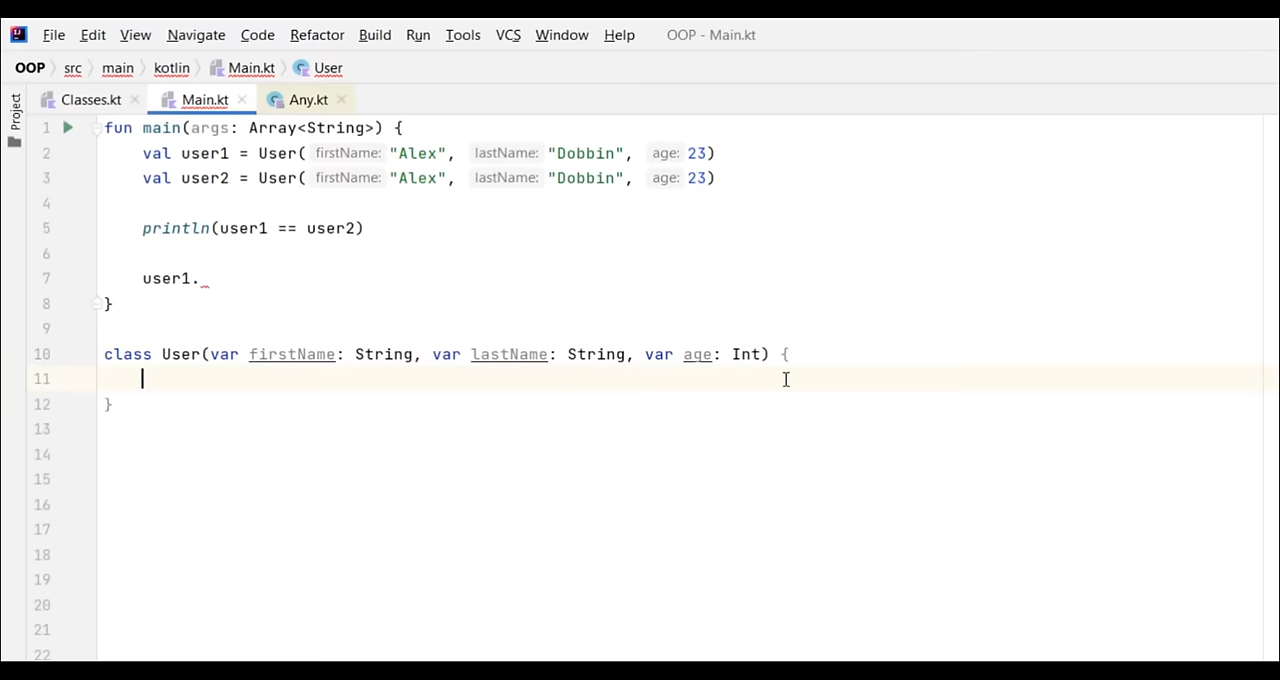 File Edit View Navigate Code Refactor Build Run Tools VCS Window Help OOP - Main.kt
OOP src main kotlin Main.kt User
Classes.kt Main.kt Any.kt
Project
1 fun main(args: Array<String>) {
2 val user1 = User( firstName: "Alex", lastName: "Dobbin", age: 23)
3 val user2 = User( firstName: "Alex", lastName: "Dobbin", age: 23)
4
5 println(user1 == user2)
6
7 user1.
8 }
9
10 class User(var firstName: String, var lastName: String, var age: Int) {
11
12 }
13
14
15
16
17
18
19
20
21
22